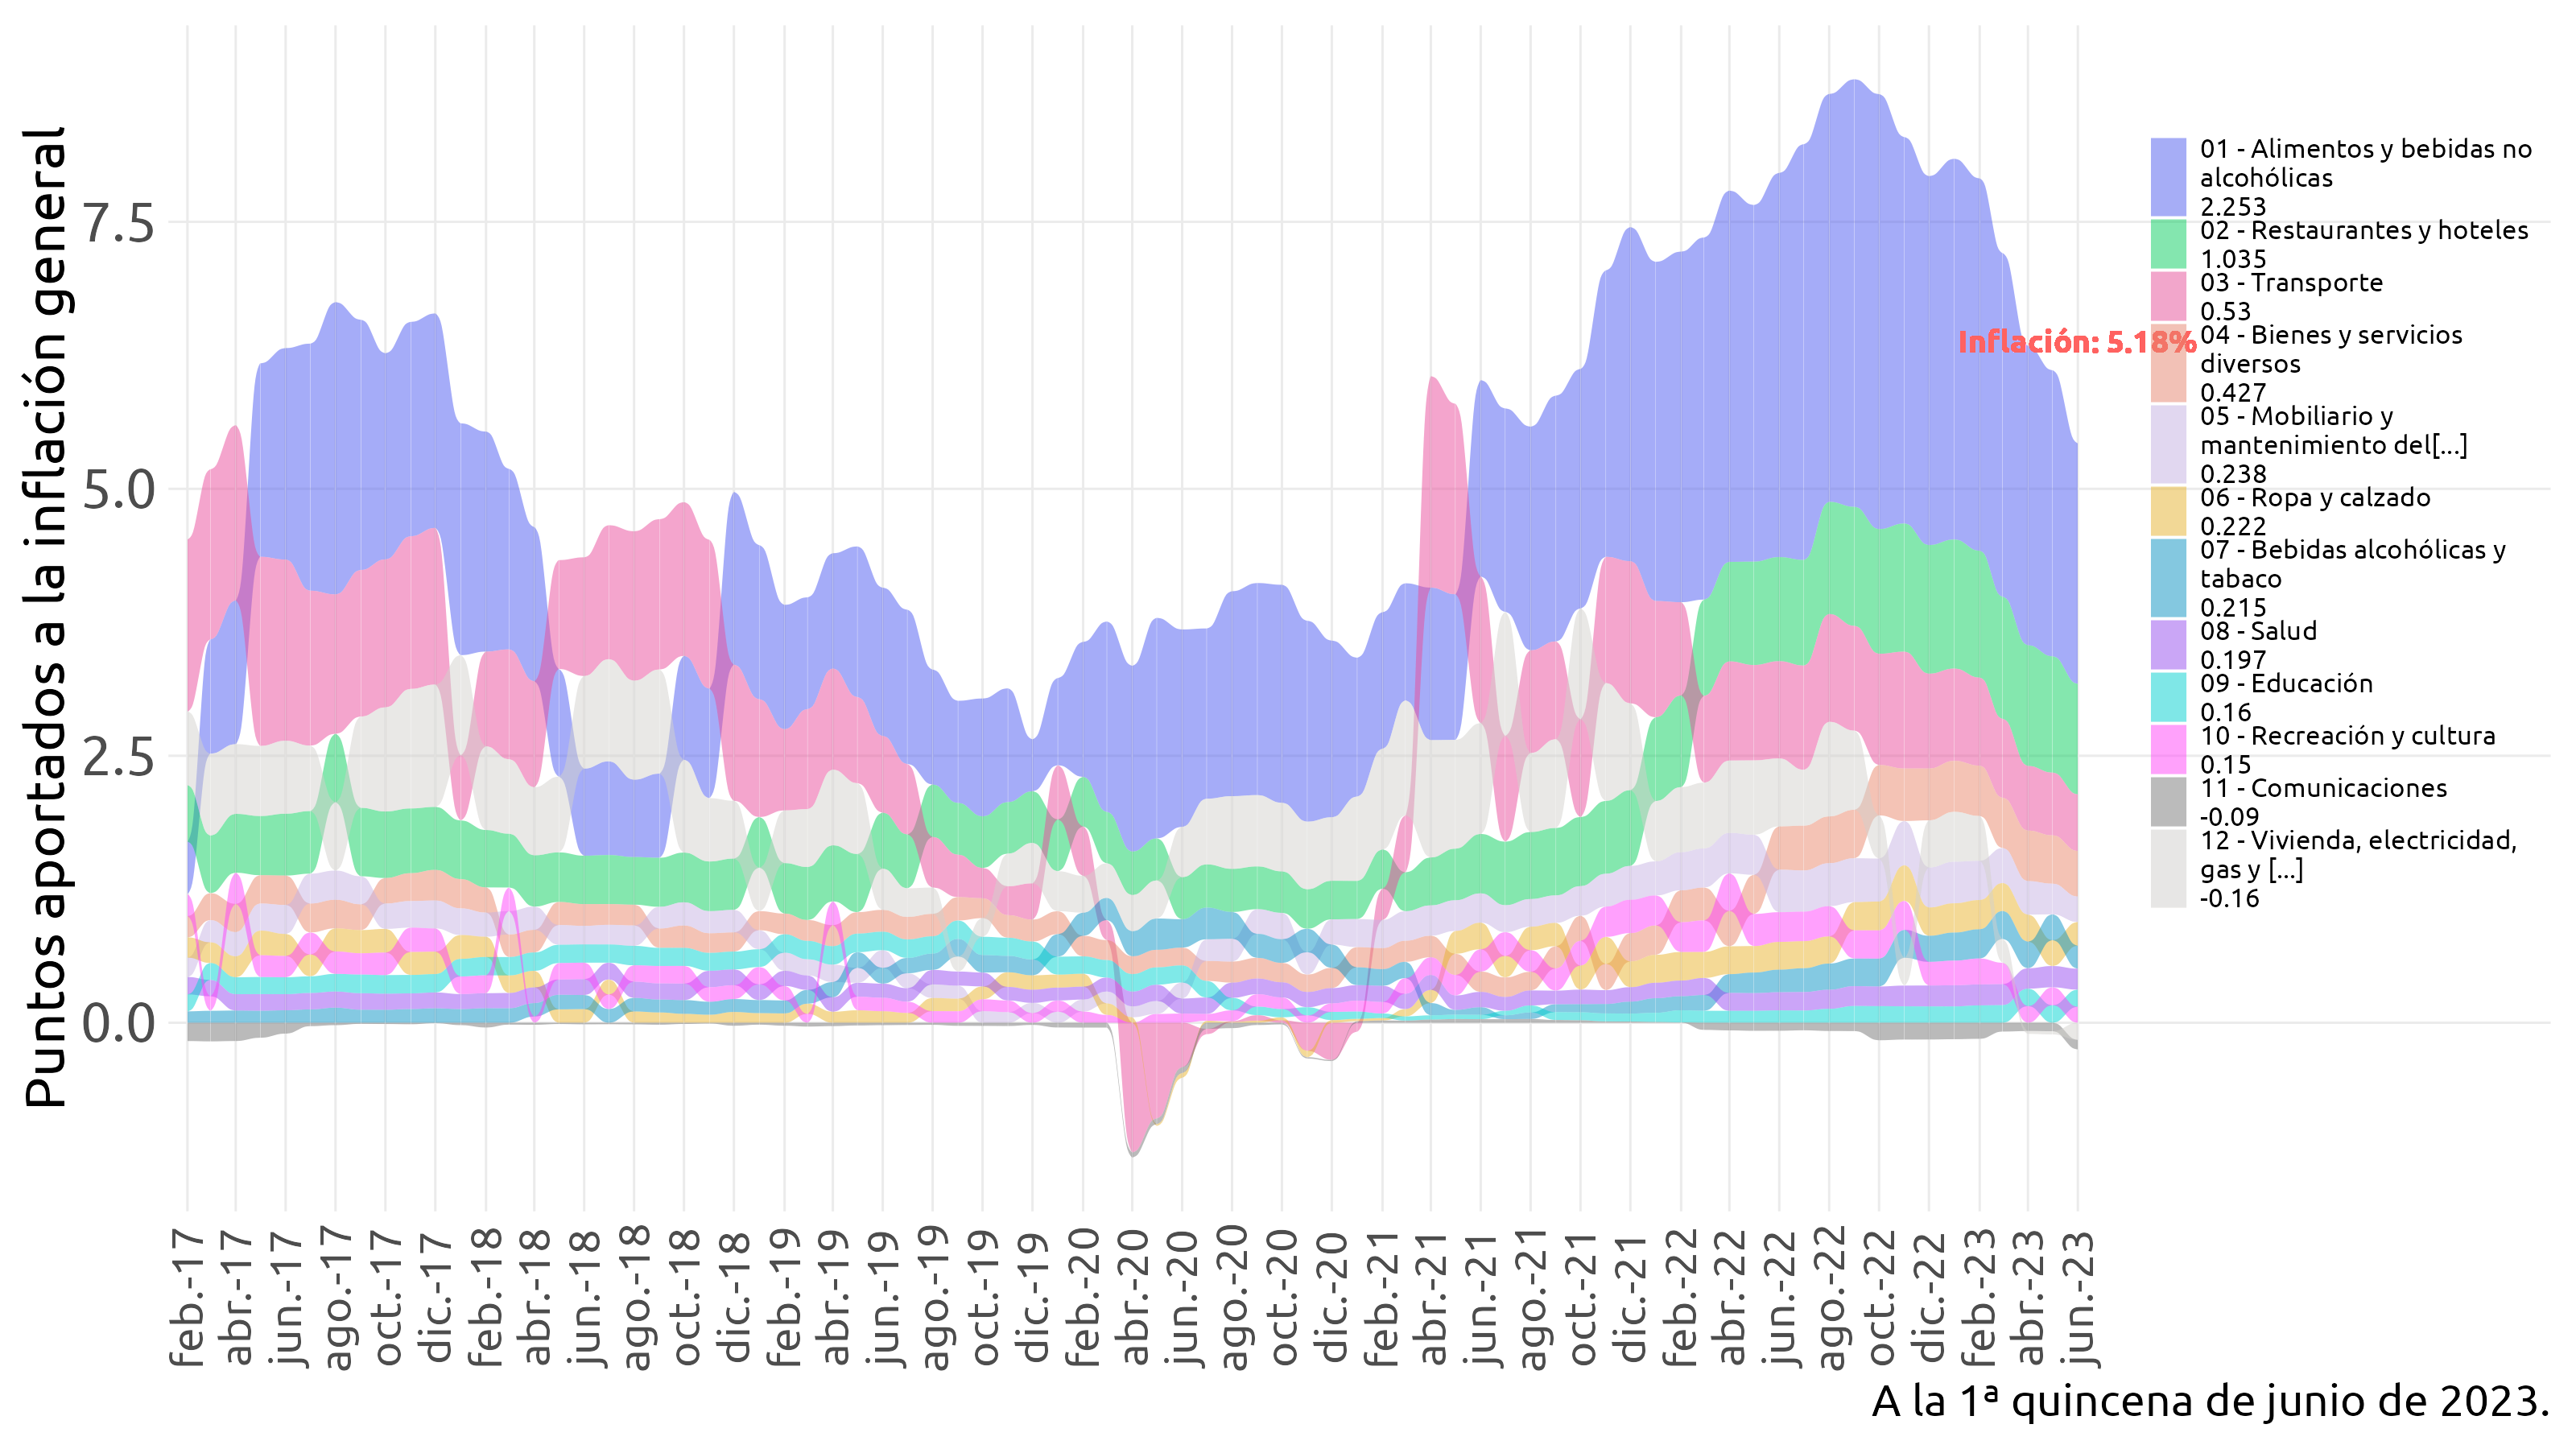 Puntos aportados a la inflación general
7.5
5.0
2.5
0.0
feb.-17
abr.-17
jun.-17
ago.-17
oct.-17
dic.-17
feb.-18
abr.-18
jun.-18
ago.-18
oct.-18
dic.-18
feb.-19
abr.-19
jun.-19
ago.-19
oct.-19
dic.-19
feb.-20
abr.-20
jun.-20
ago.-20
oct.-20
dic.-20
feb.-21
abr.-21
jun.-21
ago.-21
oct.-21
dic.-21
feb.-22
abr.-22
jun.-22
ago.-22
oct.-22
dic.-22
feb.-23
abr.-23
jun.-23
Inflación: 5.18%
01 - Alimentos y bebidas no
alcohólicas
2.253
02 - Restaurantes y hoteles
1.035
03 - Transporte
0.53
04 - Bienes y servicios
diversos
0.427
05 - Mobiliario y
mantenimiento del[...]
0.238
06 - Ropa y calzado
0.222
07 - Bebidas alcohólicas y
tabaco
0.215
08 - Salud
0.197
09 - Educación
0.16
10 - Recreación y cultura
0.15
11 - Comunicaciones
-0.09
12 - Vivienda, electricidad,
gas y [...]
-0.16
A la 1ª quincena de junio de 2023.